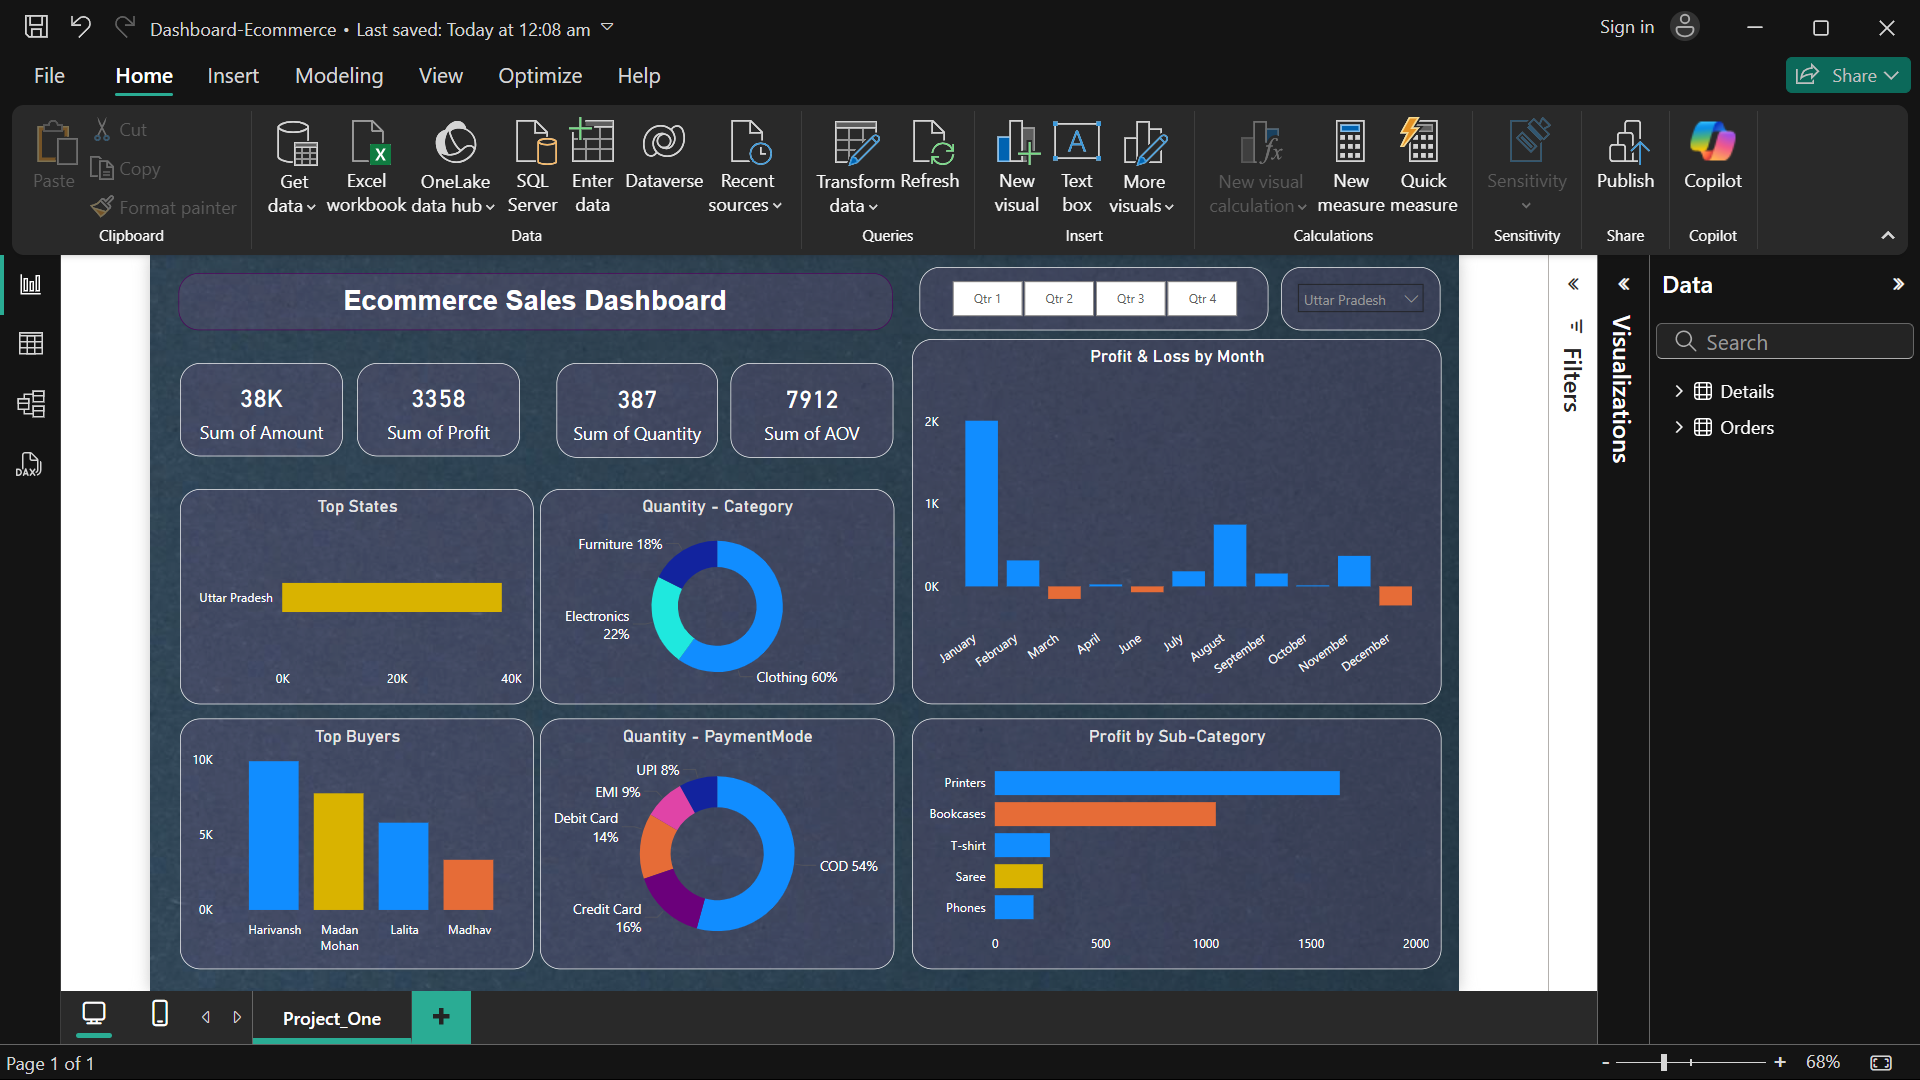 Dashboard-Ecommerce • Last saved: Today at 12:08 am
Sign in
File
Home
Insert
Modeling
View
Optimize
Help
Share
Paste
Cut
Copy
Format painter
Clipboard
Get
data
Excel
workbook
OneLake
data hub
SQL
Server
Enter
data
Dataverse
Recent
sources
Data
Transform
data
Refresh
Queries
New
visual
Text
box
More
visuals
Insert
New visual
calculation
New
measure
Quick
measure
Calculations
Sensitivity
Sensitivity
Publish
Share
Copilot
Copilot
DAX
Ecommerce Sales Dashboard
Qtr 1
Qtr 2
Qtr 3
Qtr 4
Uttar Pradesh
38K
Sum of Amount
3358
Sum of Profit
387
Sum of Quantity
7912
Sum of AOV
Profit & Loss by Month
2K
1K
0K
January
February
March
April
June
July
August
September
October
November
December
Top States
Uttar Pradesh
0K
20K
40K
Quantity - Category
Furniture 18%
Electronics
22%
Clothing 60%
Top Buyers
10K
5K
0K
Harivansh
Madan
Mohan
Lalita
Madhav
Quantity - PaymentMode
UPI 8%
EMI 9%
Debit Card
14%
Credit Card
16%
COD 54%
Profit by Sub-Category
Printers
Bookcases
T-shirt
Saree
Phones
0
500
1000
1500
2000
Filters
Visualizations
Data
Search
Details
Orders
Project_One
Page 1 of 1
68%